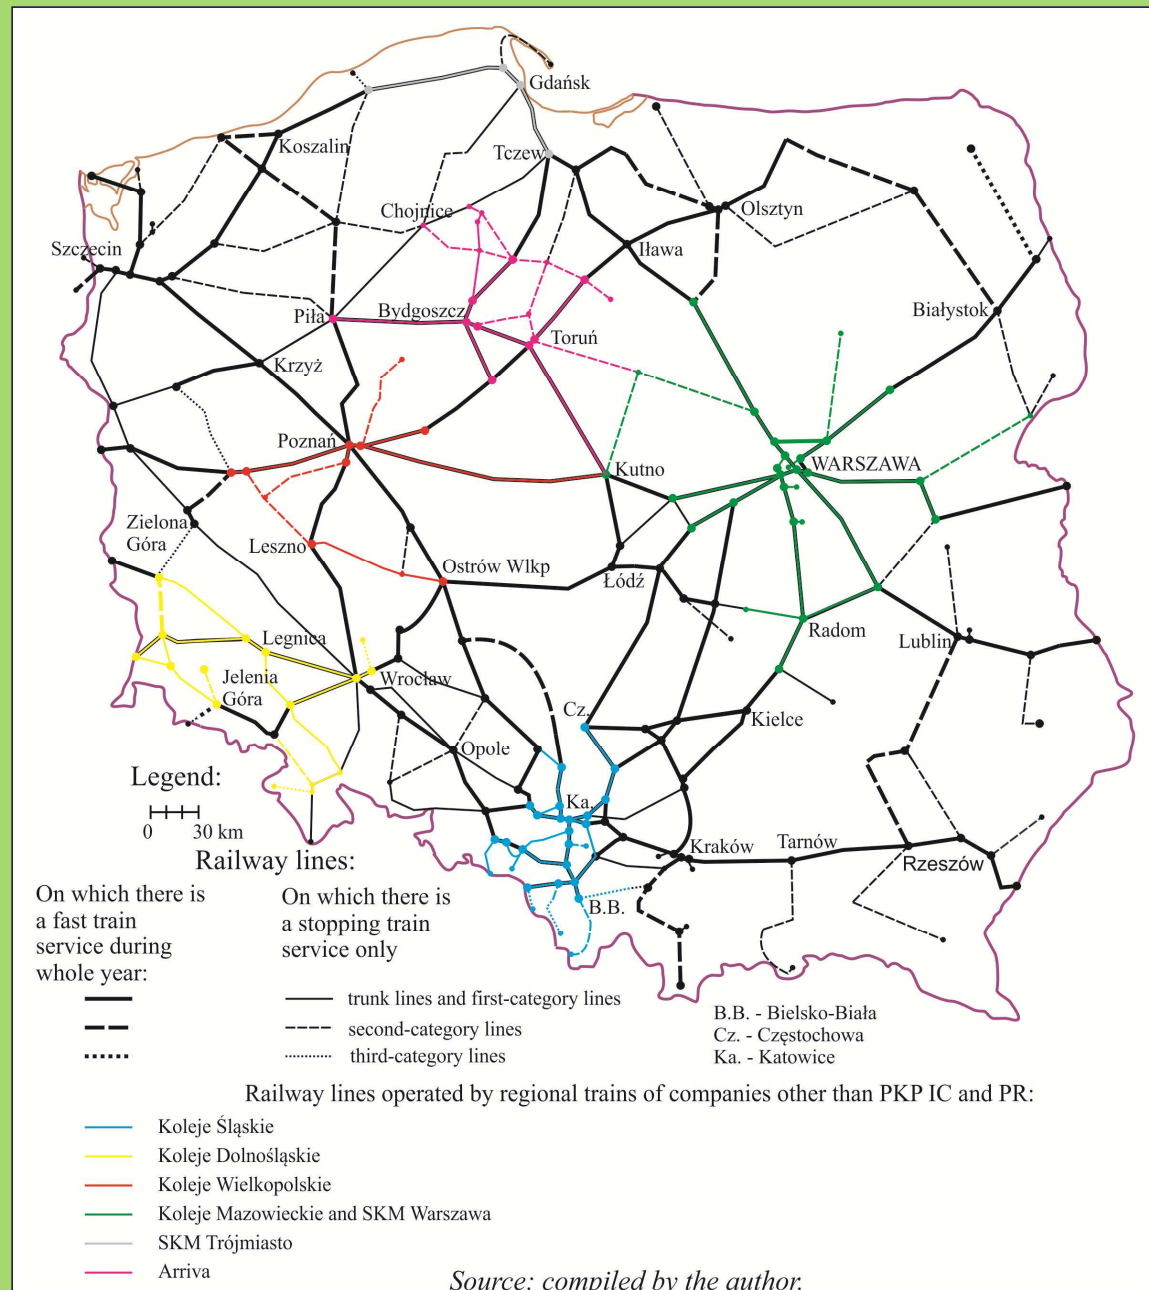 Gdańsk
Koszalin
Tczew
Chojnice
Olsztyn
Szczecin
Iława
Piła
Bydgoszcz
Białystok
Toruń
Krzyż
Poznań
Kutno
WARSZAWA
Zielona
Góra
Leszno
Ostrów Wlkp
Łódź
Legnica
Radom
Lublin
Jelenia
Góra
Wrocław
Cz.
Kielce
Opole
Legend:
Ka.
0 30 km
Kraków
Tarnów
Rzeszów
B.B.
Railway lines:
On which there is
a fast train
service during
whole year:
On which there is
a stopping train
service only
trunk lines and first-category lines
second-category lines
third-category lines
B.B. - Bielsko-Biała
Cz. - Częstochowa
Ka. - Katowice
Railway lines operated by regional trains of companies other than PKP IC and PR:
Koleje Śląskie
Koleje Dolnośląskie
Koleje Wielkopolskie
Koleje Mazowieckie and SKM Warszawa
SKM Trójmiasto
Arriva
Source: compiled by the author.